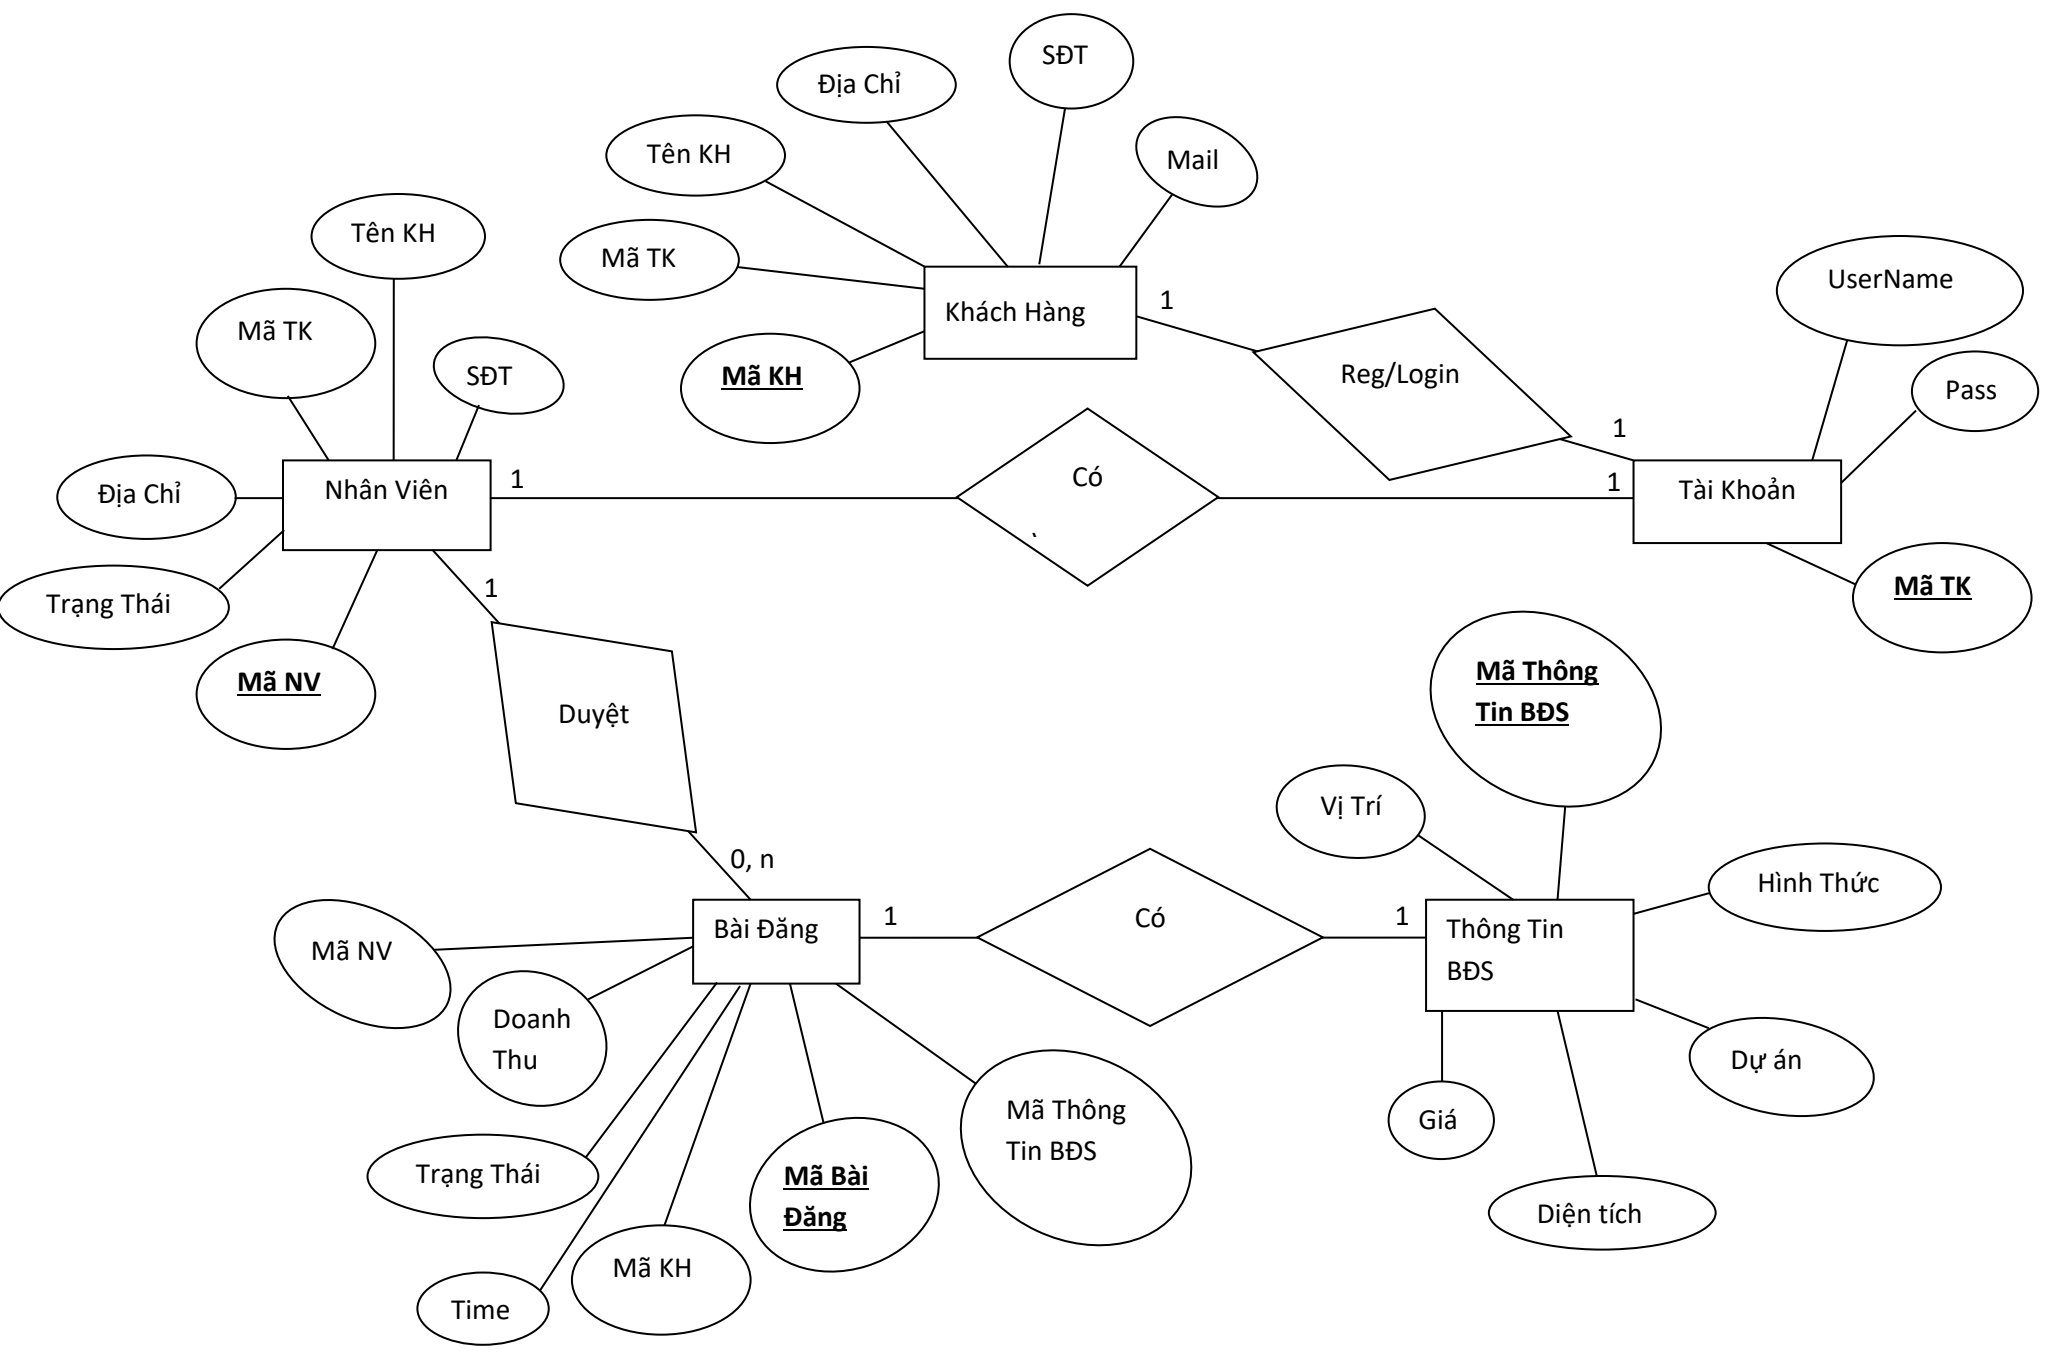 SĐT
Địa Chỉ
Tên KH
Mail
Tên KH
Mã TK
UserName
Khách Hàng
1
Mã TK
Reg/Login
Mã KH
SĐT
Pass
1
Có
Địa Chỉ
Nhân Viên
1
1
Tài Khoản
Trạng Thái
1
Mã TK
Mã NV
Mã Thông
Tin BĐS
Duyệt
Vị Trí
0, n
Hình Thức
Bài Đăng
1
Có
1
Thông Tin
BĐS
Mã NV
Doanh
Thu
Dự án
Mã Thông
Tin BĐS
Giá
Trạng Thái
Mã Bài
Đăng
Diện tích
Mã KH
Time